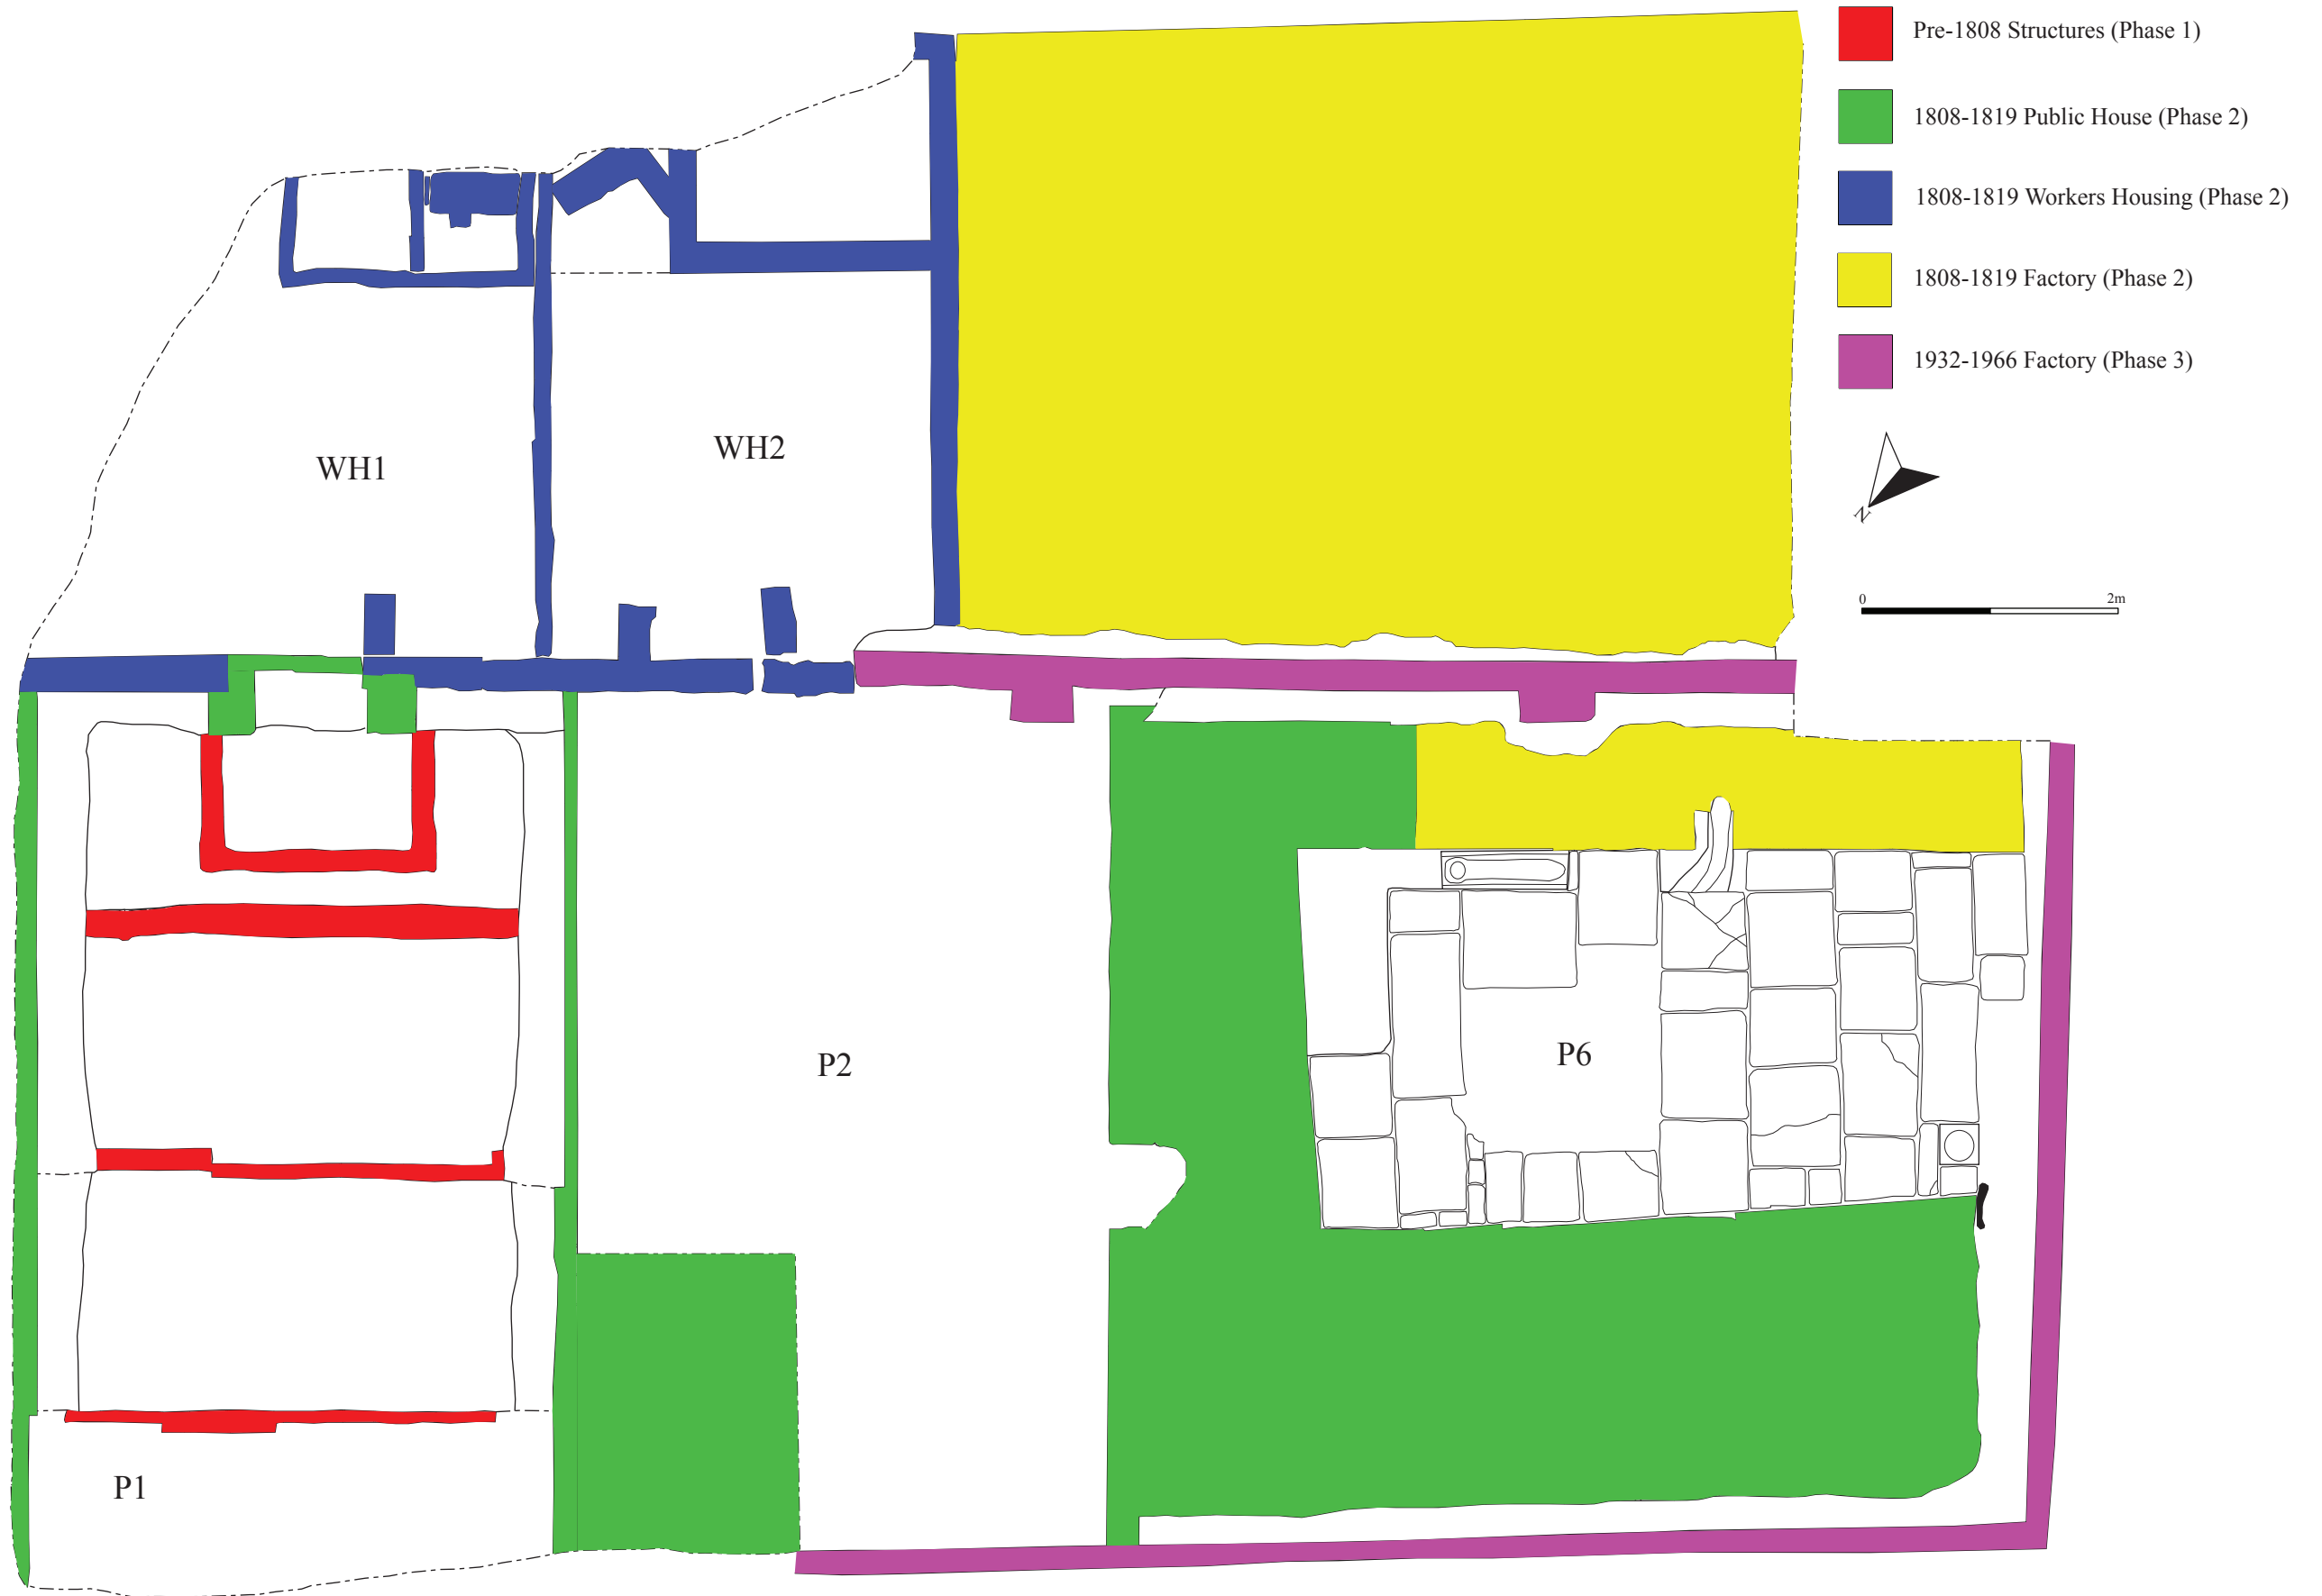 Pre-1808 Structures (Phase 1)
1808-1819 Public House (Phase 2)
1808-1819 Workers Housing (Phase 2)
1808-1819 Factory (Phase 2)
1932-1966 Factory (Phase 3)
N
0 2m
WH1
WH2
P2
P6
P1